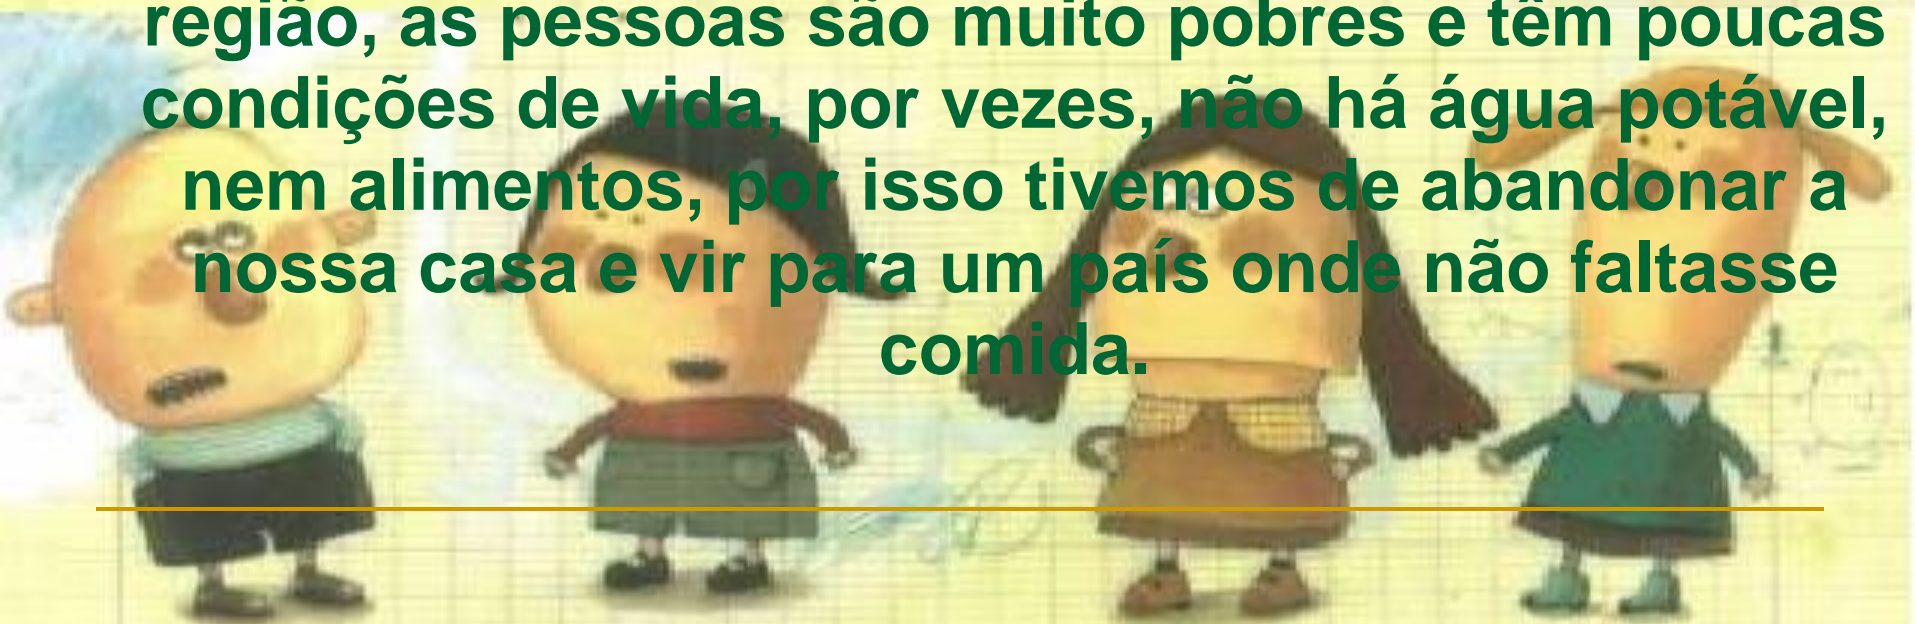 região, as pessoas são muito pobres e têm poucas
condições de vida, por vezes, não há água potável,
nem alimentos, por isso tivemos de abandonar a
nossa casa e vir para um país onde não faltasse
comida.